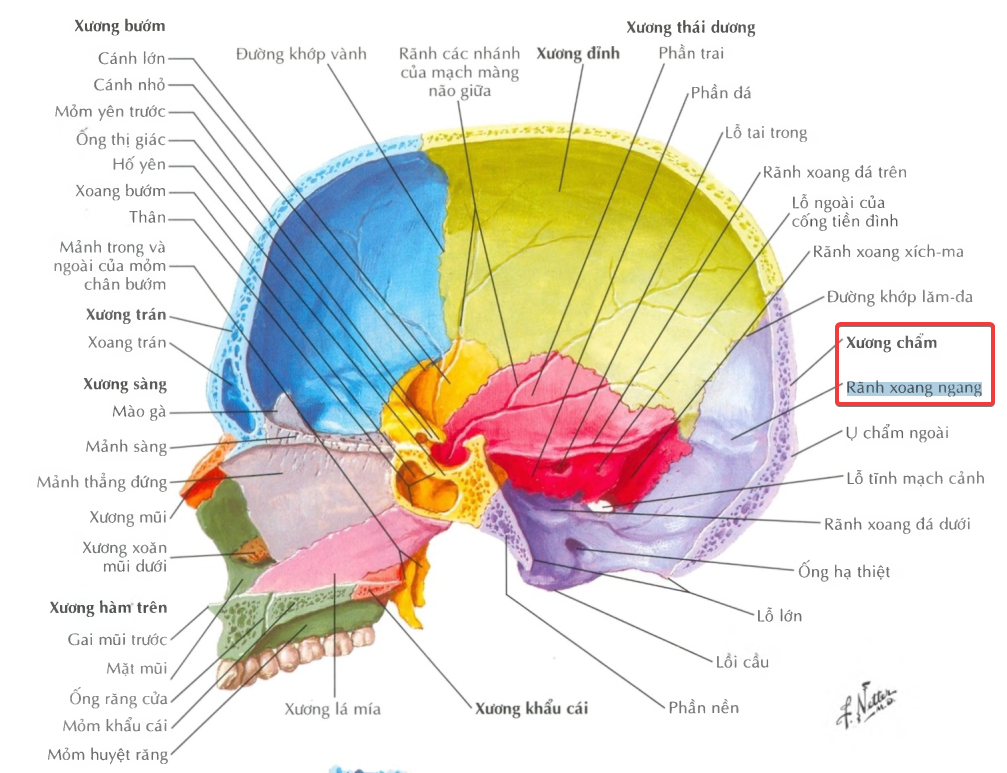 Xương bướm
Cánh lớn
Cánh nhỏ
Mỏm yên trước
Ống thị giác
Hố yên
Xoang bướm
Thân
Mảnh trong và
ngoài của mỏm
chân bướm
Xương trán
Xoang trán
Xương sàng
Mào gà
Mảnh sàng
Mảnh thẳng đứng
Xương mũi
Xương xoăn
mũi dưới
Xương hàm trên
Gai mũi trước
Mặt mũi
Ống răng cửa
Mỏm khẩu cái
Mỏm huyệt răng
Đường khớp vành
Rãnh các nhánh
của mạch màng
não giữa
Xương đỉnh
Xương thái dương
Phần trai
Phần đá
Lỗ tai trong
Rãnh xoang đá trên
Lỗ ngoài của
cống tiền đình
Rãnh xoang xích-ma
Đường khớp lăm-da
Xương chẩm
Rãnh xoang ngang
Ụ chẩm ngoài
Lỗ tĩnh mạch cảnh
Rãnh xoang đá dưới
Ống hạ thiệt
Lỗ lớn
Lồi cầu
Phần nền
Xương khẩu cái
Xương lá mía
F. Netter
M.D.